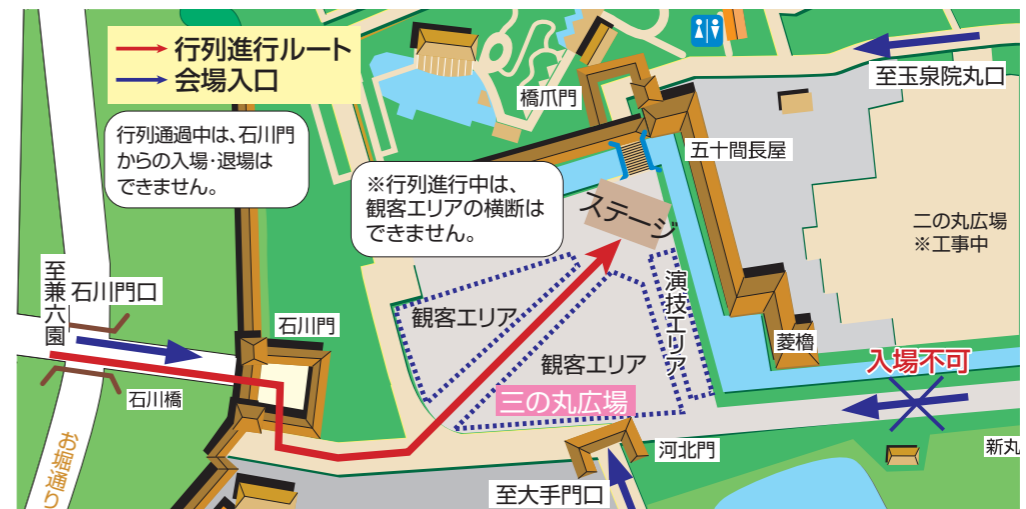 行列進行ルート
会場入口
行列通過中は、石川門
からの入場・退場は
できません。
※行列進行中は、
観客エリアの横断は
できません。
橋爪門
至玉泉院丸口
五十間長屋
ステージ
二の丸広場
※工事中
至兼六園
石川門口
石川門
観客エリア
演技エリア
観客エリア
菱櫓
入場不可
石川橋
三の丸広場
お堀通り
河北門
新丸
至大手門口